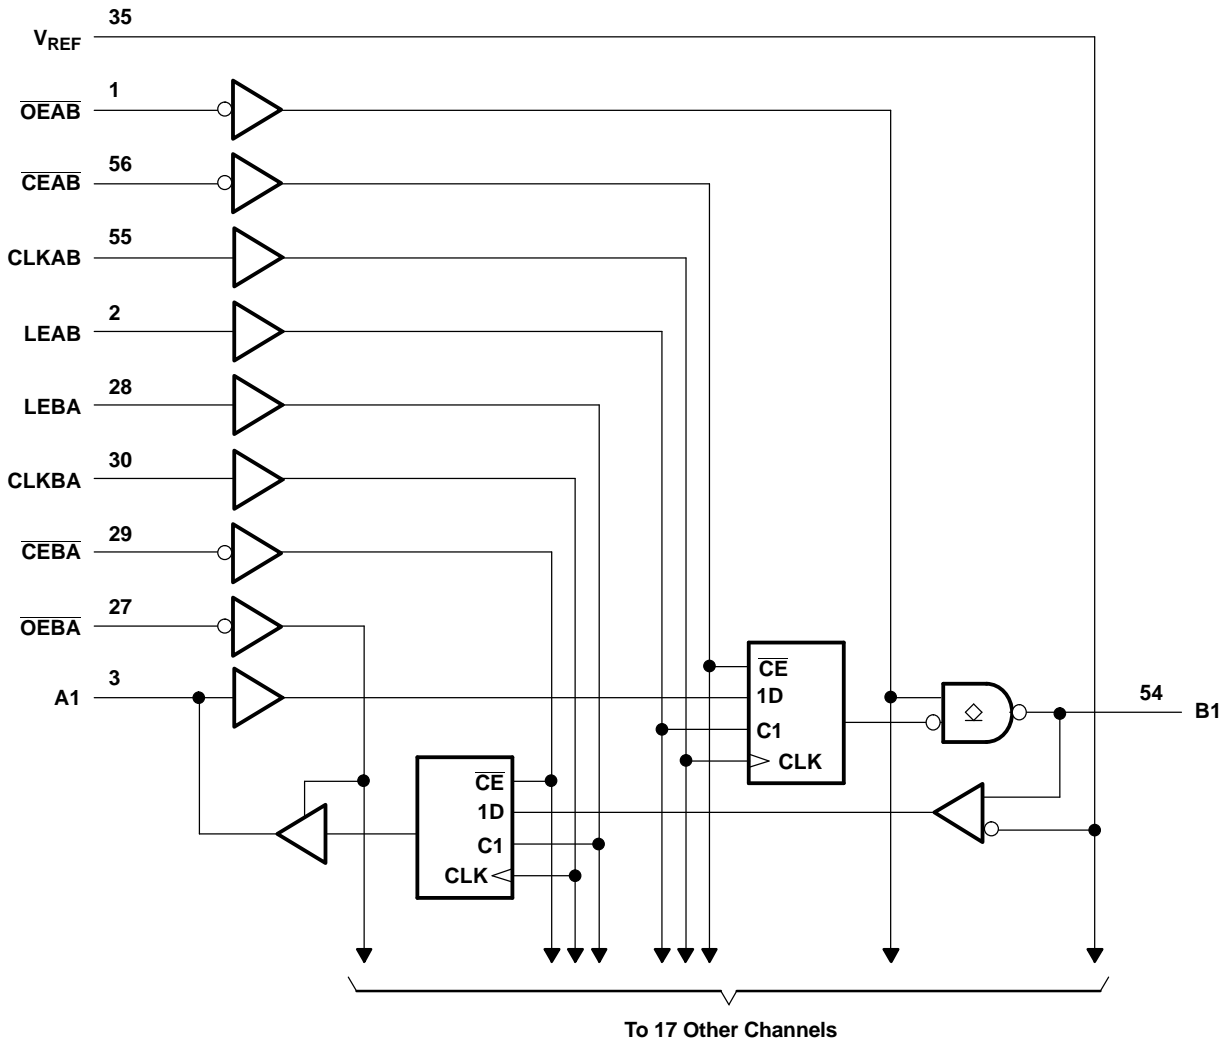 35
VREF
1
OEAB
56
CEAB
55
CLKAB
2
LEAB
28
LEBA
30
CLKBA
29
CEBA
27
OEBA
3
A1
CE
1D
C1
CLK
54
B1
CE
1D
C1
CLK
To 17 Other Channels